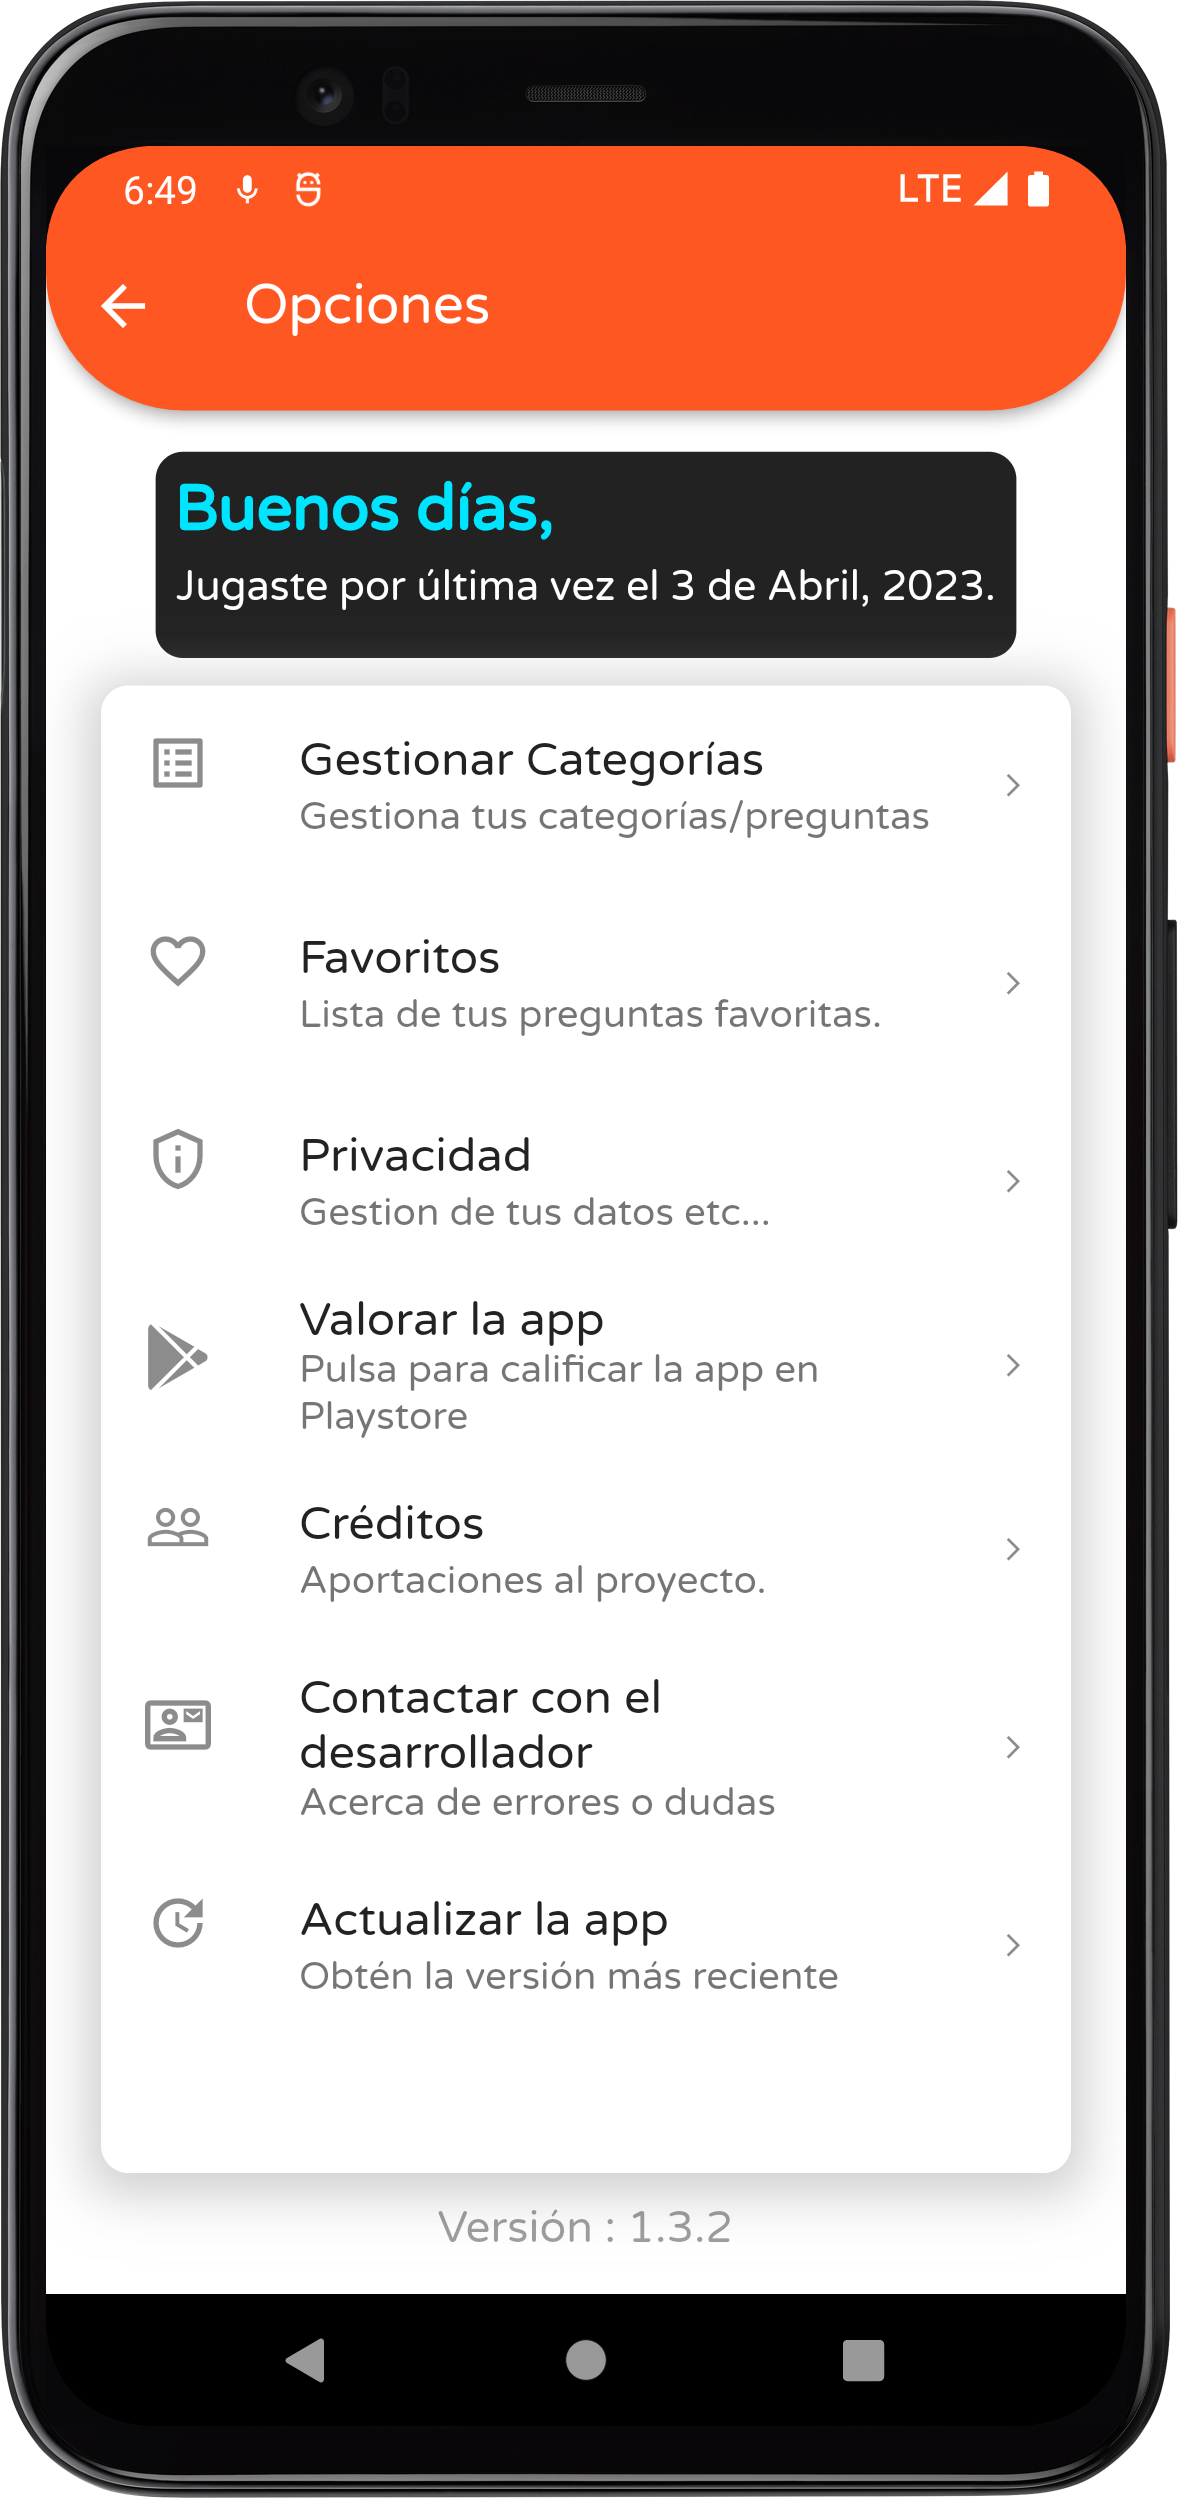 6:49 LTE
Opciones
Buenos días,
Jugaste por última vez el 3 de Abril, 2023.
Gestionar Categorías
Gestiona tus categorías/preguntas
Favoritos
Lista de tus preguntas favoritas.
Privacidad
Gestion de tus datos etc...
Valorar la app
Pulsa para calificar la app en
Playstore
Créditos
Aportaciones al proyecto.
Contactar con el
desarrollador
Acerca de errores o dudas
Actualizar la app
Obtén la versión más reciente
Versión : 1.3.2